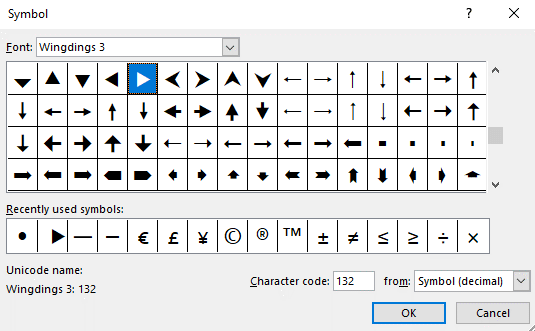 Symbol
? ×
Font: Wingdings 3
Recently used symbols:
• ▶ — – € £ ¥ © ® ™ ± ≠ ≤ ≥ ÷ ×
Unicode name:
Wingdings 3: 132
Character code: 132 from: Symbol (decimal)
OK Cancel